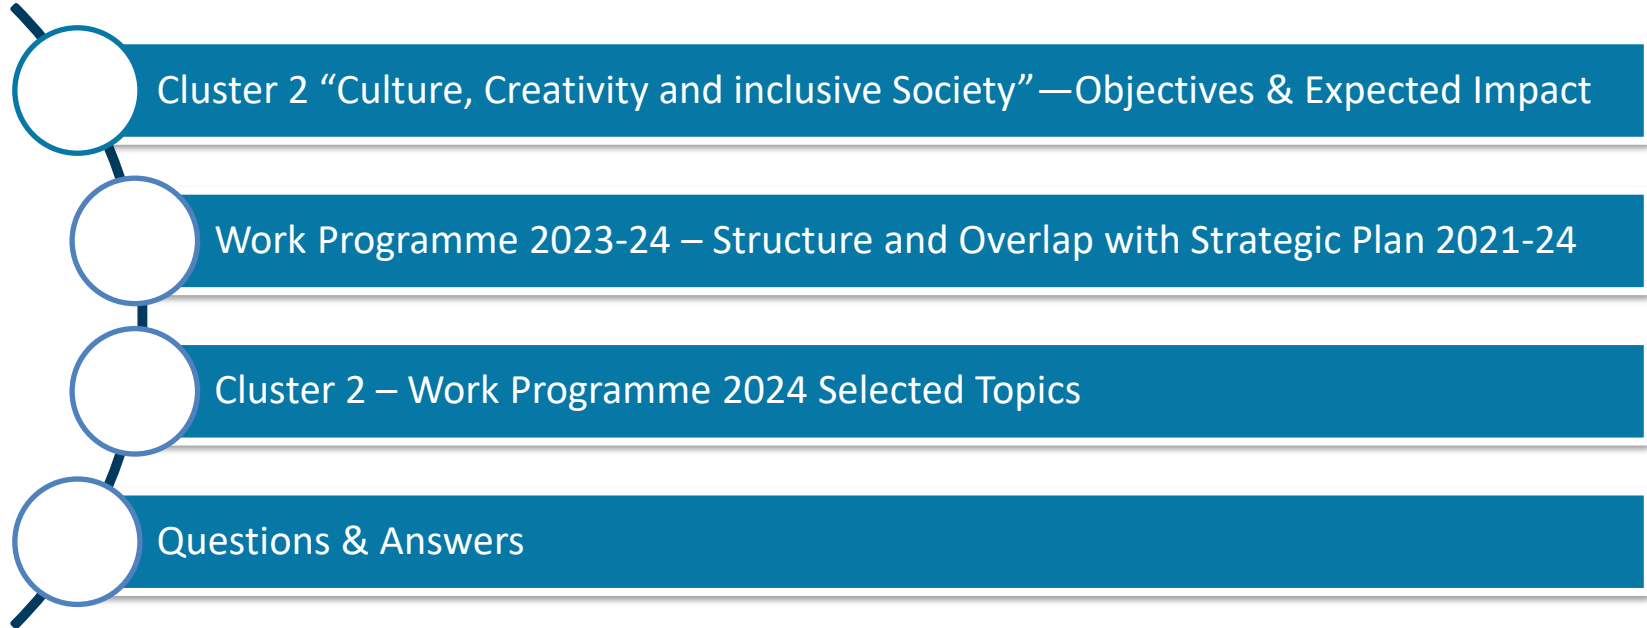 Cluster 2 “Culture, Creativity and inclusive Society”—Objectives & Expected Impact
Work Programme 2023-24 – Structure and Overlap with Strategic Plan 2021-24
Cluster 2 – Work Programme 2024 Selected Topics
Questions & Answers